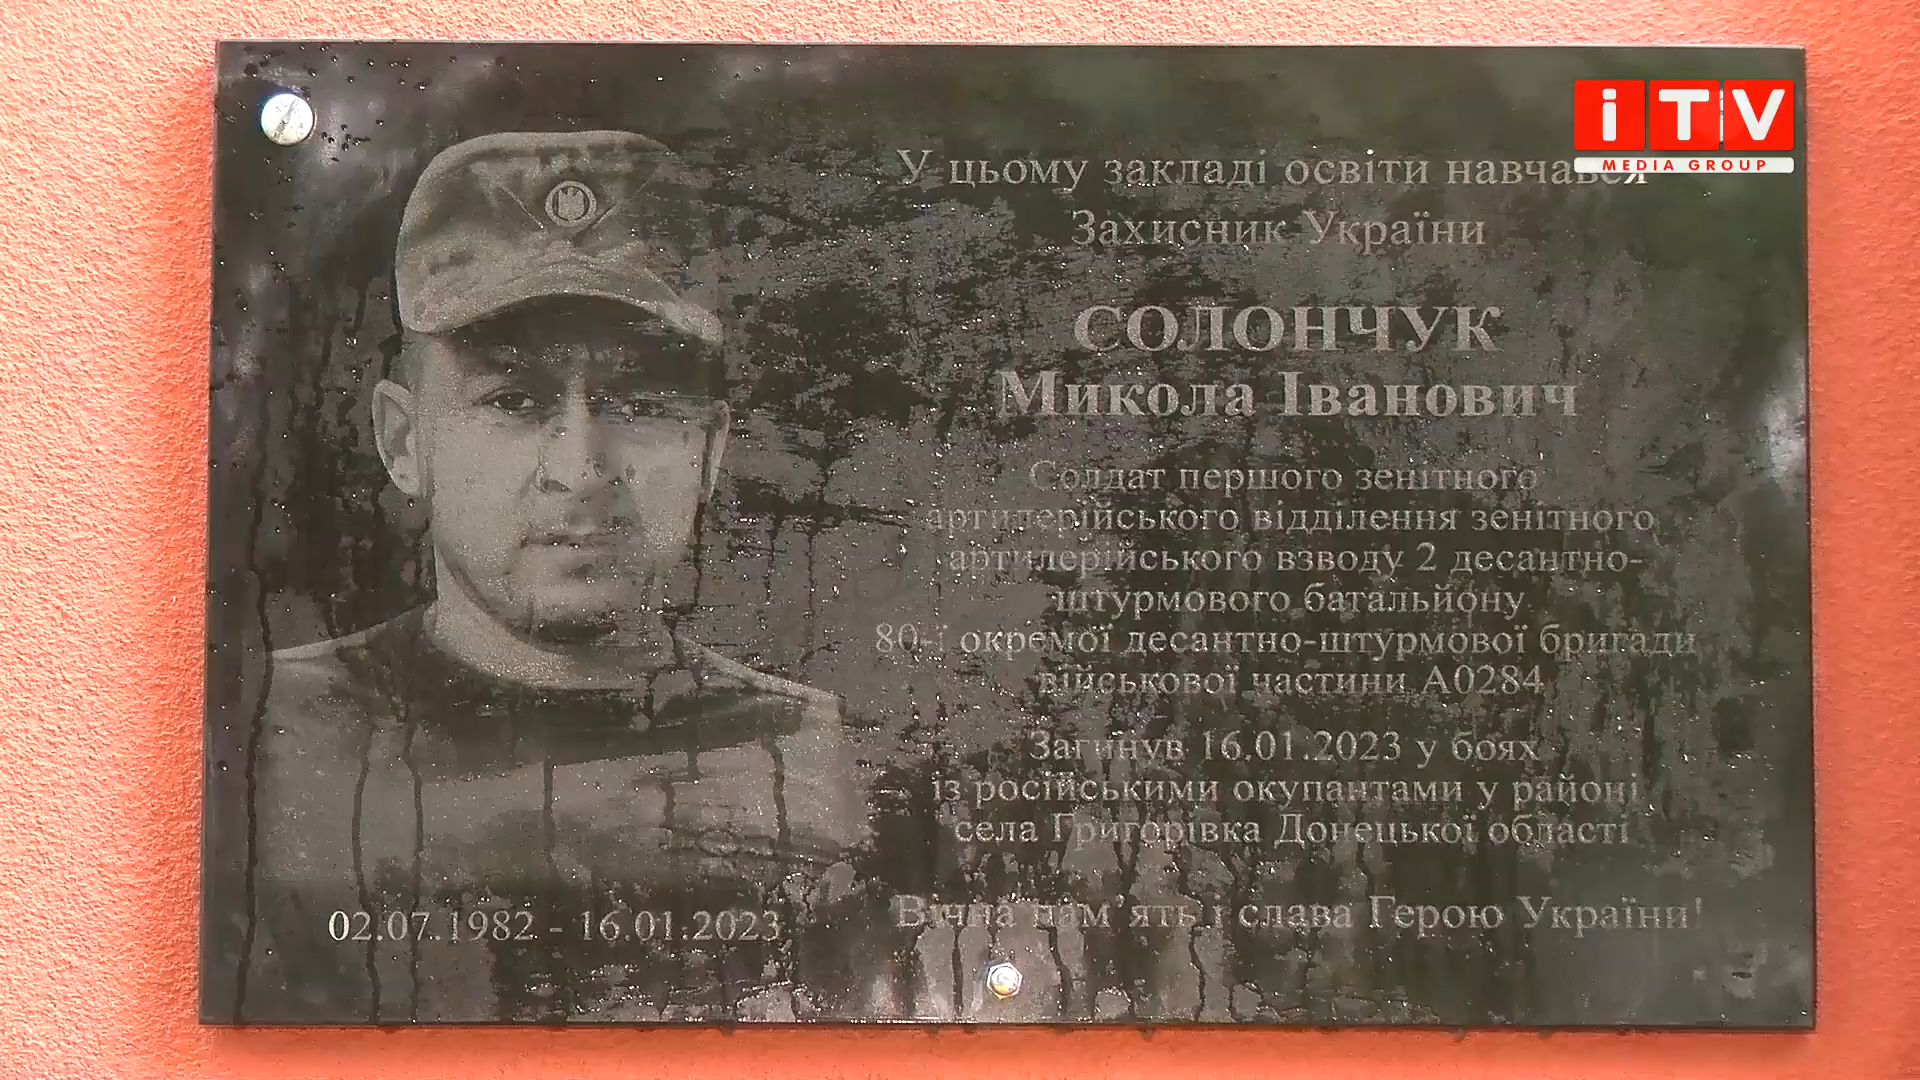 iTV
MEDIA GROUP
У цьому закладі освіти навчався
Захисник України
СОЛОНЧУК
Микола Іванович
Солдат першого зенітного
артилерійського відділення зенітного
артилерійського взводу 2 десантно-
штурмового батальйону
80-ї окремої десантно-штурмової бригади
військової частини А0284
Загинув 16.01.2023 у боях
із російськими окупантами у районі
села Григорівка Донецької області
Вічна пам'ять і слава Герою України!
02.07.1982 - 16.01.2023